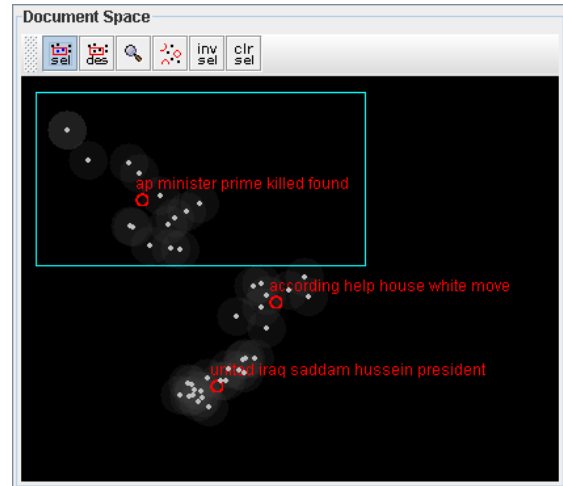 Document Space
sel
des
inv
sel
clr
sel
ap minister prime killed found
according help house white move
united iraq saddam hussein president